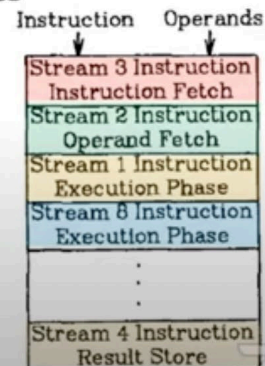 Instruction Operands
Stream 3 Instruction
Instruction Fetch
Stream 2 Instruction
Operand Fetch
Stream 1 Instruction
Execution Phase
Stream 8 Instruction
Execution Phase
.
.
.
Stream 4 Instruction
Result Store